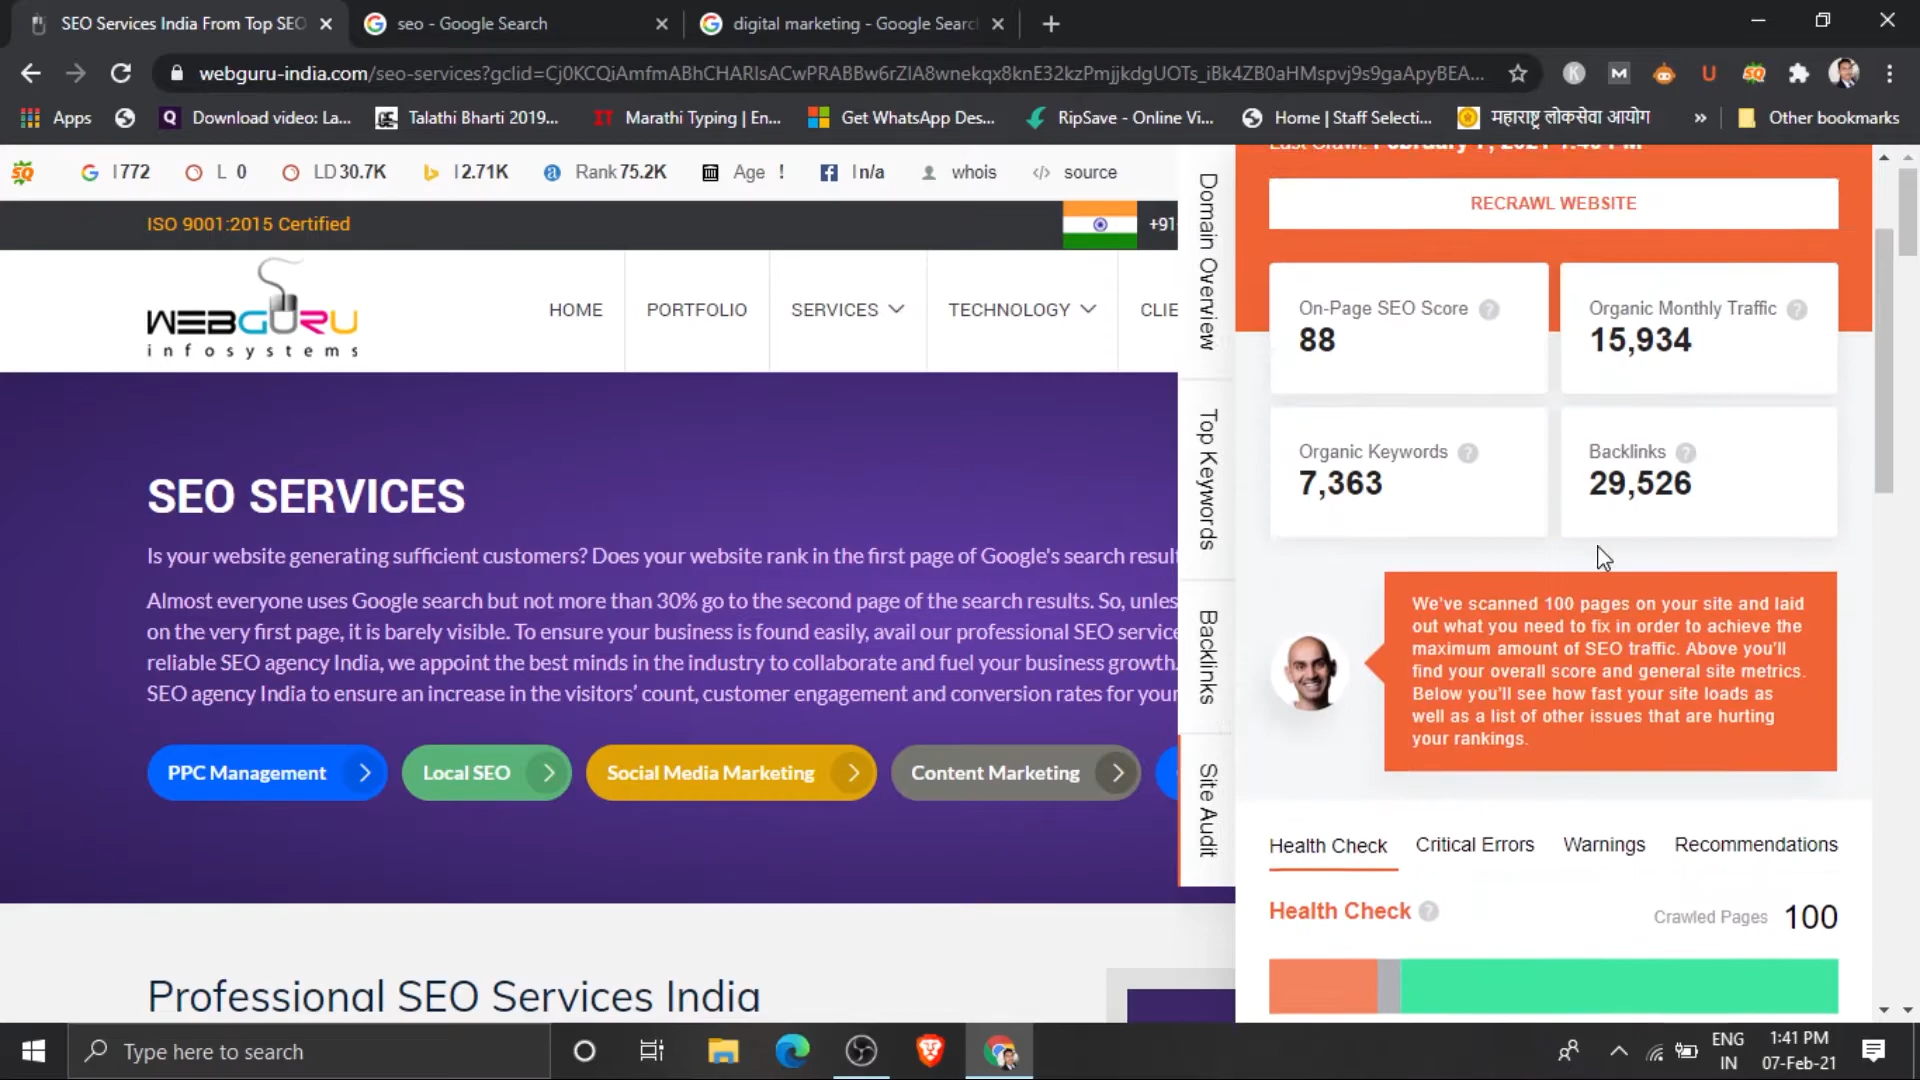 SEO Services India From Top SEO
seo - Google Search
digital marketing - Google Searc
webguru-india.com/seo-services?gclid=Cj0KCQiAmfmABhCHARIsACwPRABBw6rZIA8wnekqx8knE32kzPmjjkdgUOTs_iBk4ZB0aHMspvj9s9gaApyBEA...
Apps
Download video: La...
Talathi Bharti 2019...
Marathi Typing | En...
Get WhatsApp Des...
RipSave - Online Vi...
Home | Staff Selecti...
महाराष्ट्र लोकसेवा आयोग
»
Other bookmarks
SQ
I 772
L 0
LD 30.7K
I 2.71K
Rank 75.2K
Age !
I n/a
whois
source
ISO 9001:2015 Certified
+91
WEBGURU
infosystems
HOME
PORTFOLIO
SERVICES
TECHNOLOGY
CLIE
SEO SERVICES
Is your website generating sufficient customers? Does your website rank in the first page of Google's search resul
Almost everyone uses Google search but not more than 30% go to the second page of the search results. So, unles
on the very first page, it is barely visible. To ensure your business is found easily, avail our professional SEO service
reliable SEO agency India, we appoint the best minds in the industry to collaborate and fuel your business growth.
SEO agency India to ensure an increase in the visitors' count, customer engagement and conversion rates for your
PPC Management
Local SEO
Social Media Marketing
Content Marketing
Professional SEO Services India
Domain Overview
Top Keywords
Backlinks
Site Audit
Last Crawl: February 7, 2021 1:40 PM
RECRAWL WEBSITE
On-Page SEO Score
88
Organic Monthly Traffic
15,934
Organic Keywords
7,363
Backlinks
29,526
We've scanned 100 pages on your site and laid
out what you need to fix in order to achieve the
maximum amount of SEO traffic. Above you'll
find your overall score and general site metrics.
Below you'll see how fast your site loads as
well as a list of other issues that are hurting
your rankings.
Health Check
Critical Errors
Warnings
Recommendations
Health Check
Crawled Pages 100
Type here to search
ENG
IN
1:41 PM
07-Feb-21